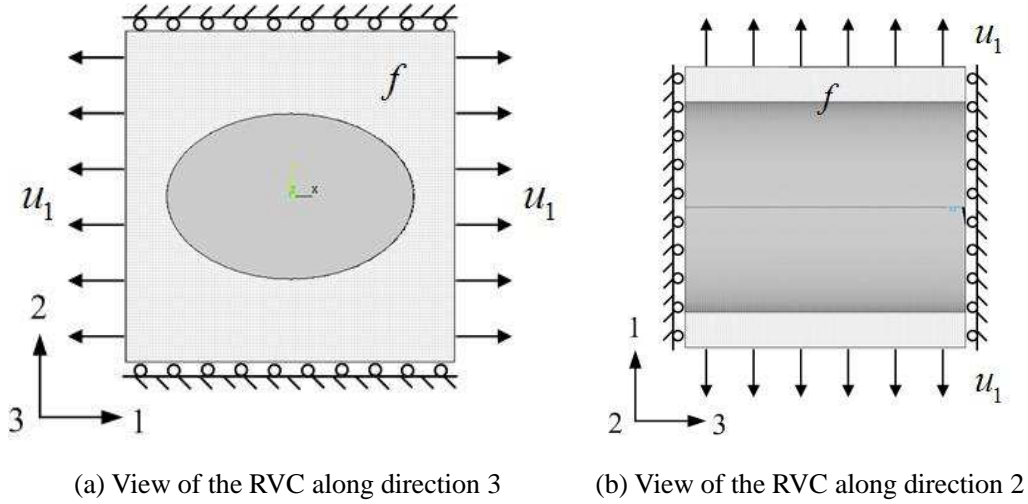 f
u1
u1
x
2
3
1
(a) View of the RVC along direction 3
u1
f
1
2
3
u1
(b) View of the RVC along direction 2